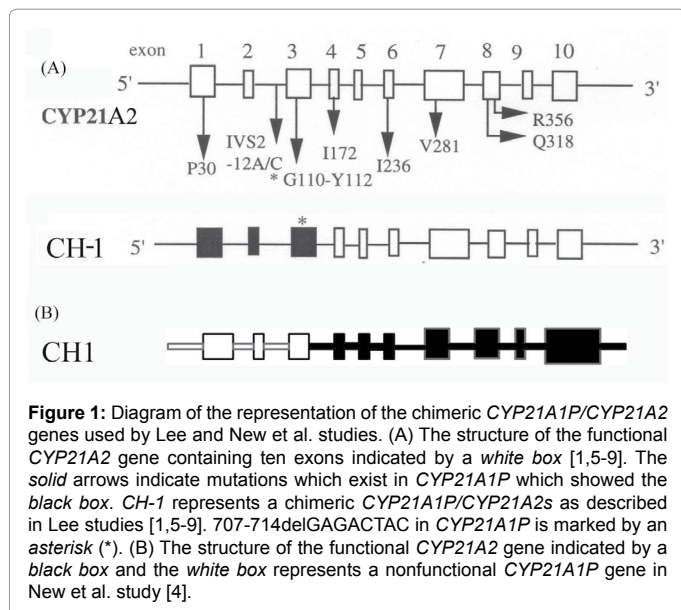 exon 1 2 3 4 5 6 7 8 9 10
(A)
5' 3'
CYP21A2
P30
IVS2
-12A/C
*
G110-Y112
I172
I236
V281
R356
Q318
*
CH-1 5' 3'
(B)
CH1
Figure 1: Diagram of the representation of the chimeric CYP21A1P/CYP21A2
genes used by Lee and New et al. studies. (A) The structure of the functional
CYP21A2 gene containing ten exons indicated by a white box [1,5-9]. The
solid arrows indicate mutations which exist in CYP21A1P which showed the
black box. CH-1 represents a chimeric CYP21A1P/CYP21A2s as described
in Lee studies [1,5-9]. 707-714delGAGACTAC in CYP21A1P is marked by an
asterisk (*). (B) The structure of the functional CYP21A2 gene indicated by a
black box and the white box represents a nonfunctional CYP21A1P gene in
New et al. study [4].